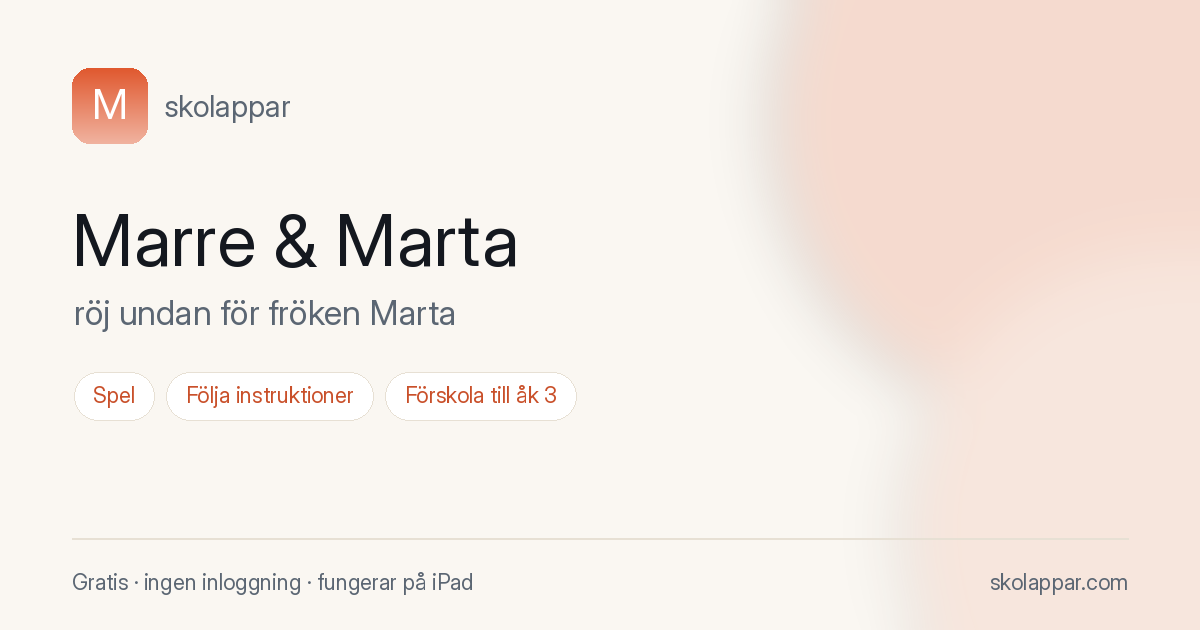 M
skolappar
Marre & Marta
röj undan för fröken Marta
Spel
Följa instruktioner
Förskola till åk 3
Gratis · ingen inloggning · fungerar på iPad
skolappar.com